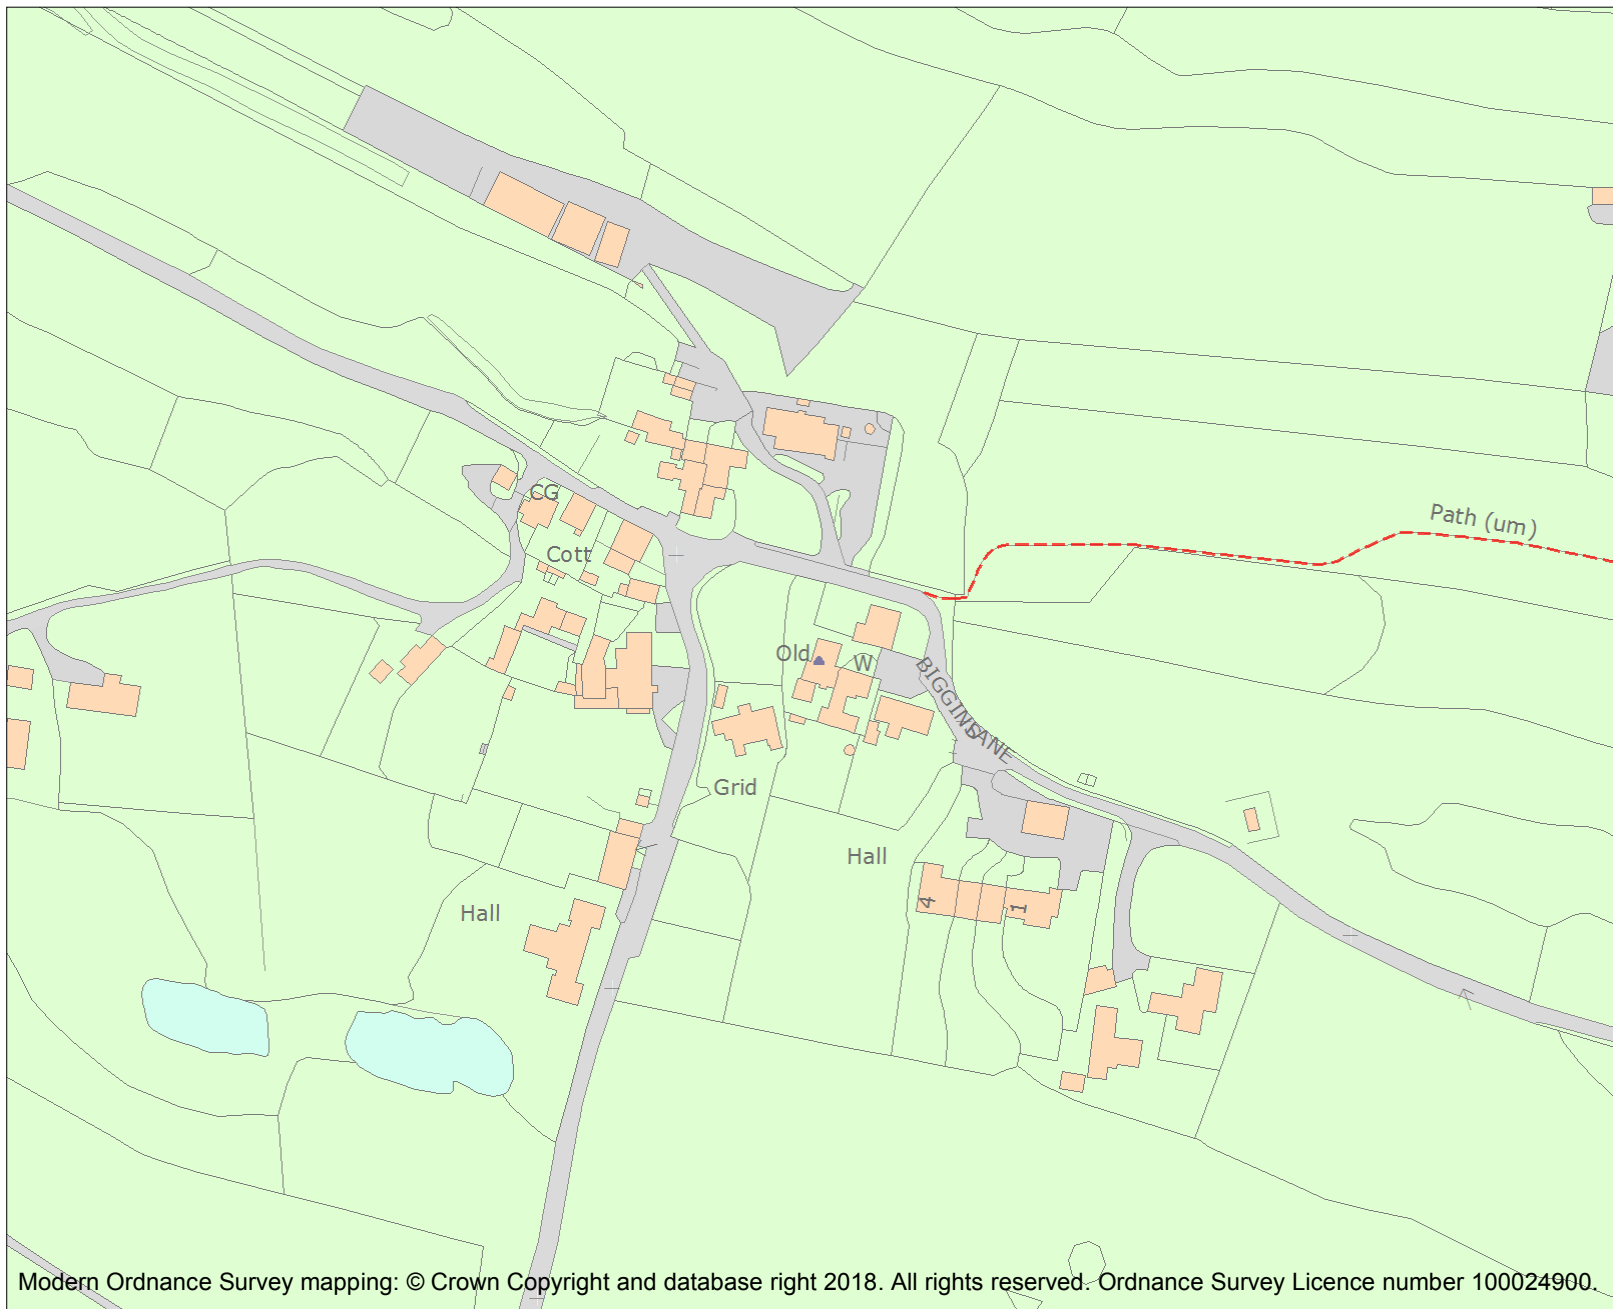 Path (um)
CG
Cott
Old
W
BIGGINS LANE
Grid
Hall
4
1
Hall
Modern Ordnance Survey mapping: © Crown Copyright and database right 2018. All rights reserved. Ordnance Survey Licence number 100024900.